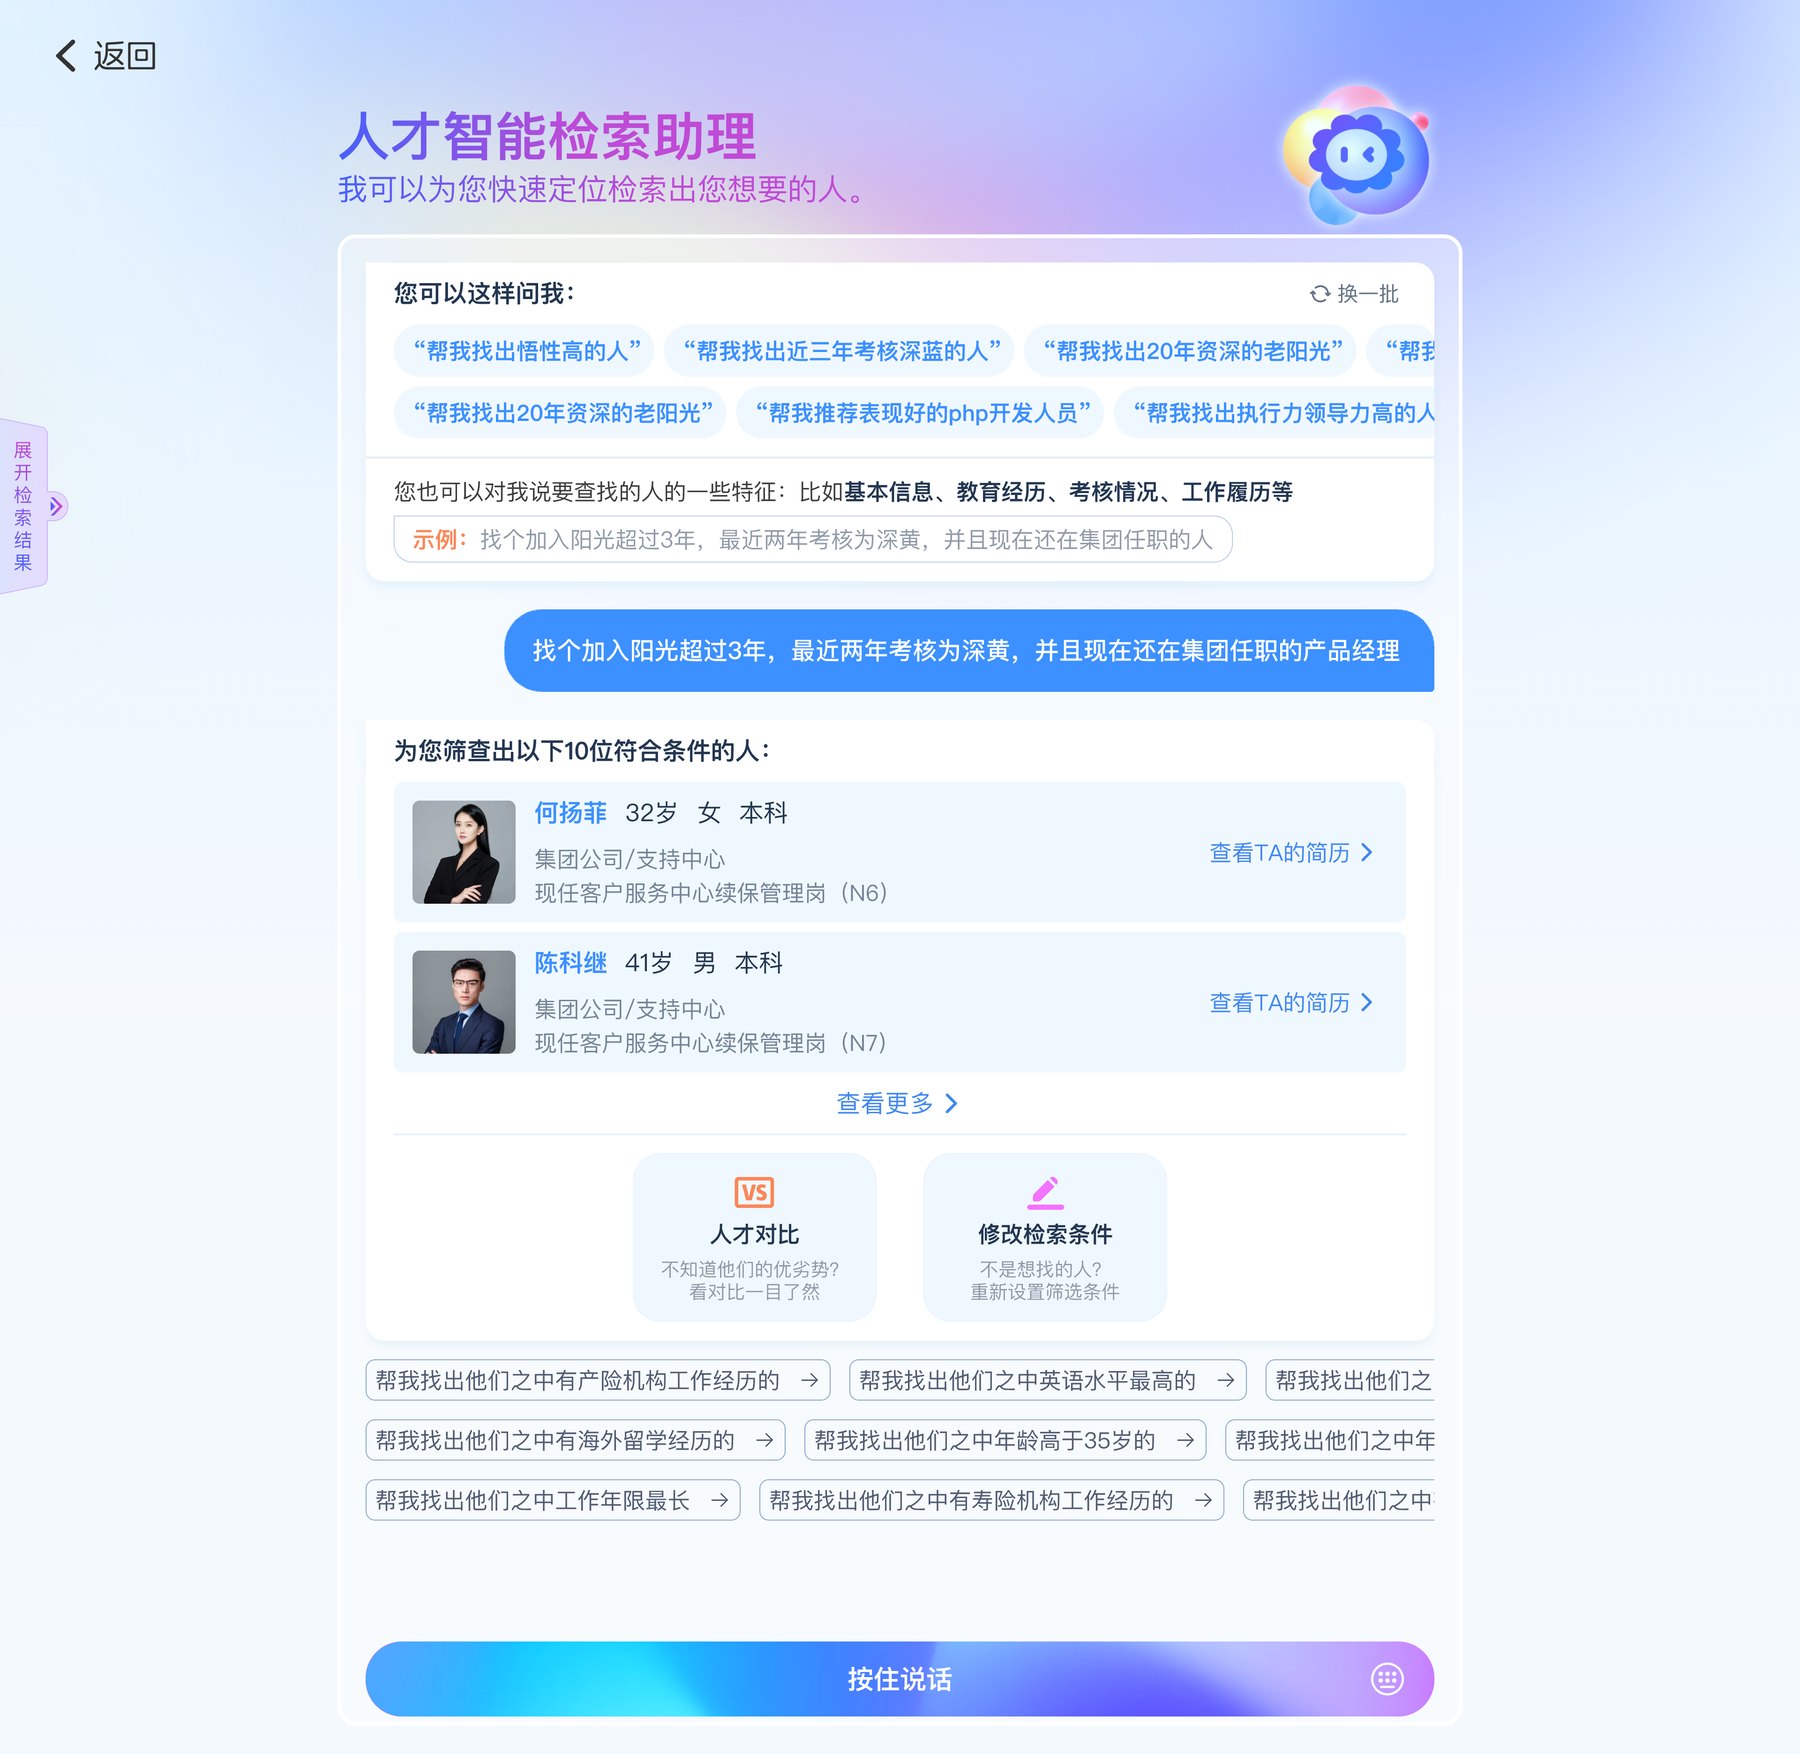 返回
人才智能检索助理
我可以为您快速定位检索出您想要的人。
展开检索结果
您可以这样问我：
换一批
“帮我找出悟性高的人”
“帮我找出近三年考核深蓝的人”
“帮我找出20年资深的老阳光”
“帮我
“帮我找出20年资深的老阳光”
“帮我推荐表现好的php开发人员”
“帮我找出执行力领导力高的人
您也可以对我说要查找的人的一些特征：比如基本信息、教育经历、考核情况、工作履历等
示例：找个加入阳光超过3年，最近两年考核为深黄，并且现在还在集团任职的人
找个加入阳光超过3年，最近两年考核为深黄，并且现在还在集团任职的产品经理
为您筛查出以下10位符合条件的人：
何扬菲 32岁 女 本科
集团公司/支持中心
现任客户服务中心续保管理岗（N6）
查看TA的简历
陈科继 41岁 男 本科
集团公司/支持中心
现任客户服务中心续保管理岗（N7）
查看TA的简历
查看更多
VS
人才对比
不知道他们的优劣势？
看对比一目了然
修改检索条件
不是想找的人？
重新设置筛选条件
帮我找出他们之中有产险机构工作经历的 →
帮我找出他们之中英语水平最高的 →
帮我找出他们之
帮我找出他们之中有海外留学经历的 →
帮我找出他们之中年龄高于35岁的 →
帮我找出他们之中年
帮我找出他们之中工作年限最长 →
帮我找出他们之中有寿险机构工作经历的 →
帮我找出他们之中
按住说话